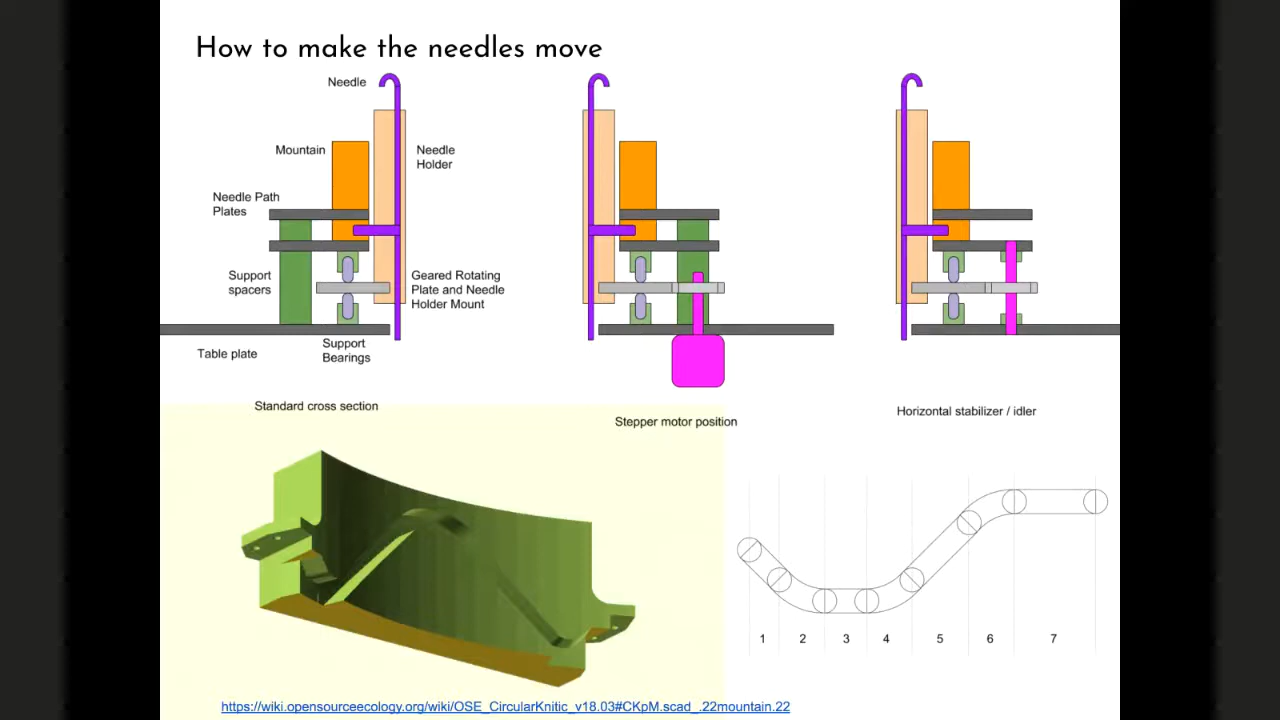 How to make the needles move
Needle
Mountain
Needle
Holder
Needle Path
Plates
Support
spacers
Geared Rotating
Plate and Needle
Holder Mount
Table plate
Support
Bearings
Standard cross section
Stepper motor position
Horizontal stabilizer / idler
1 2 3 4 5 6 7
https://wiki.opensourceecology.org/wiki/OSE_CircularKnitic_v18.03#CKpM.scad_.22mountain.22